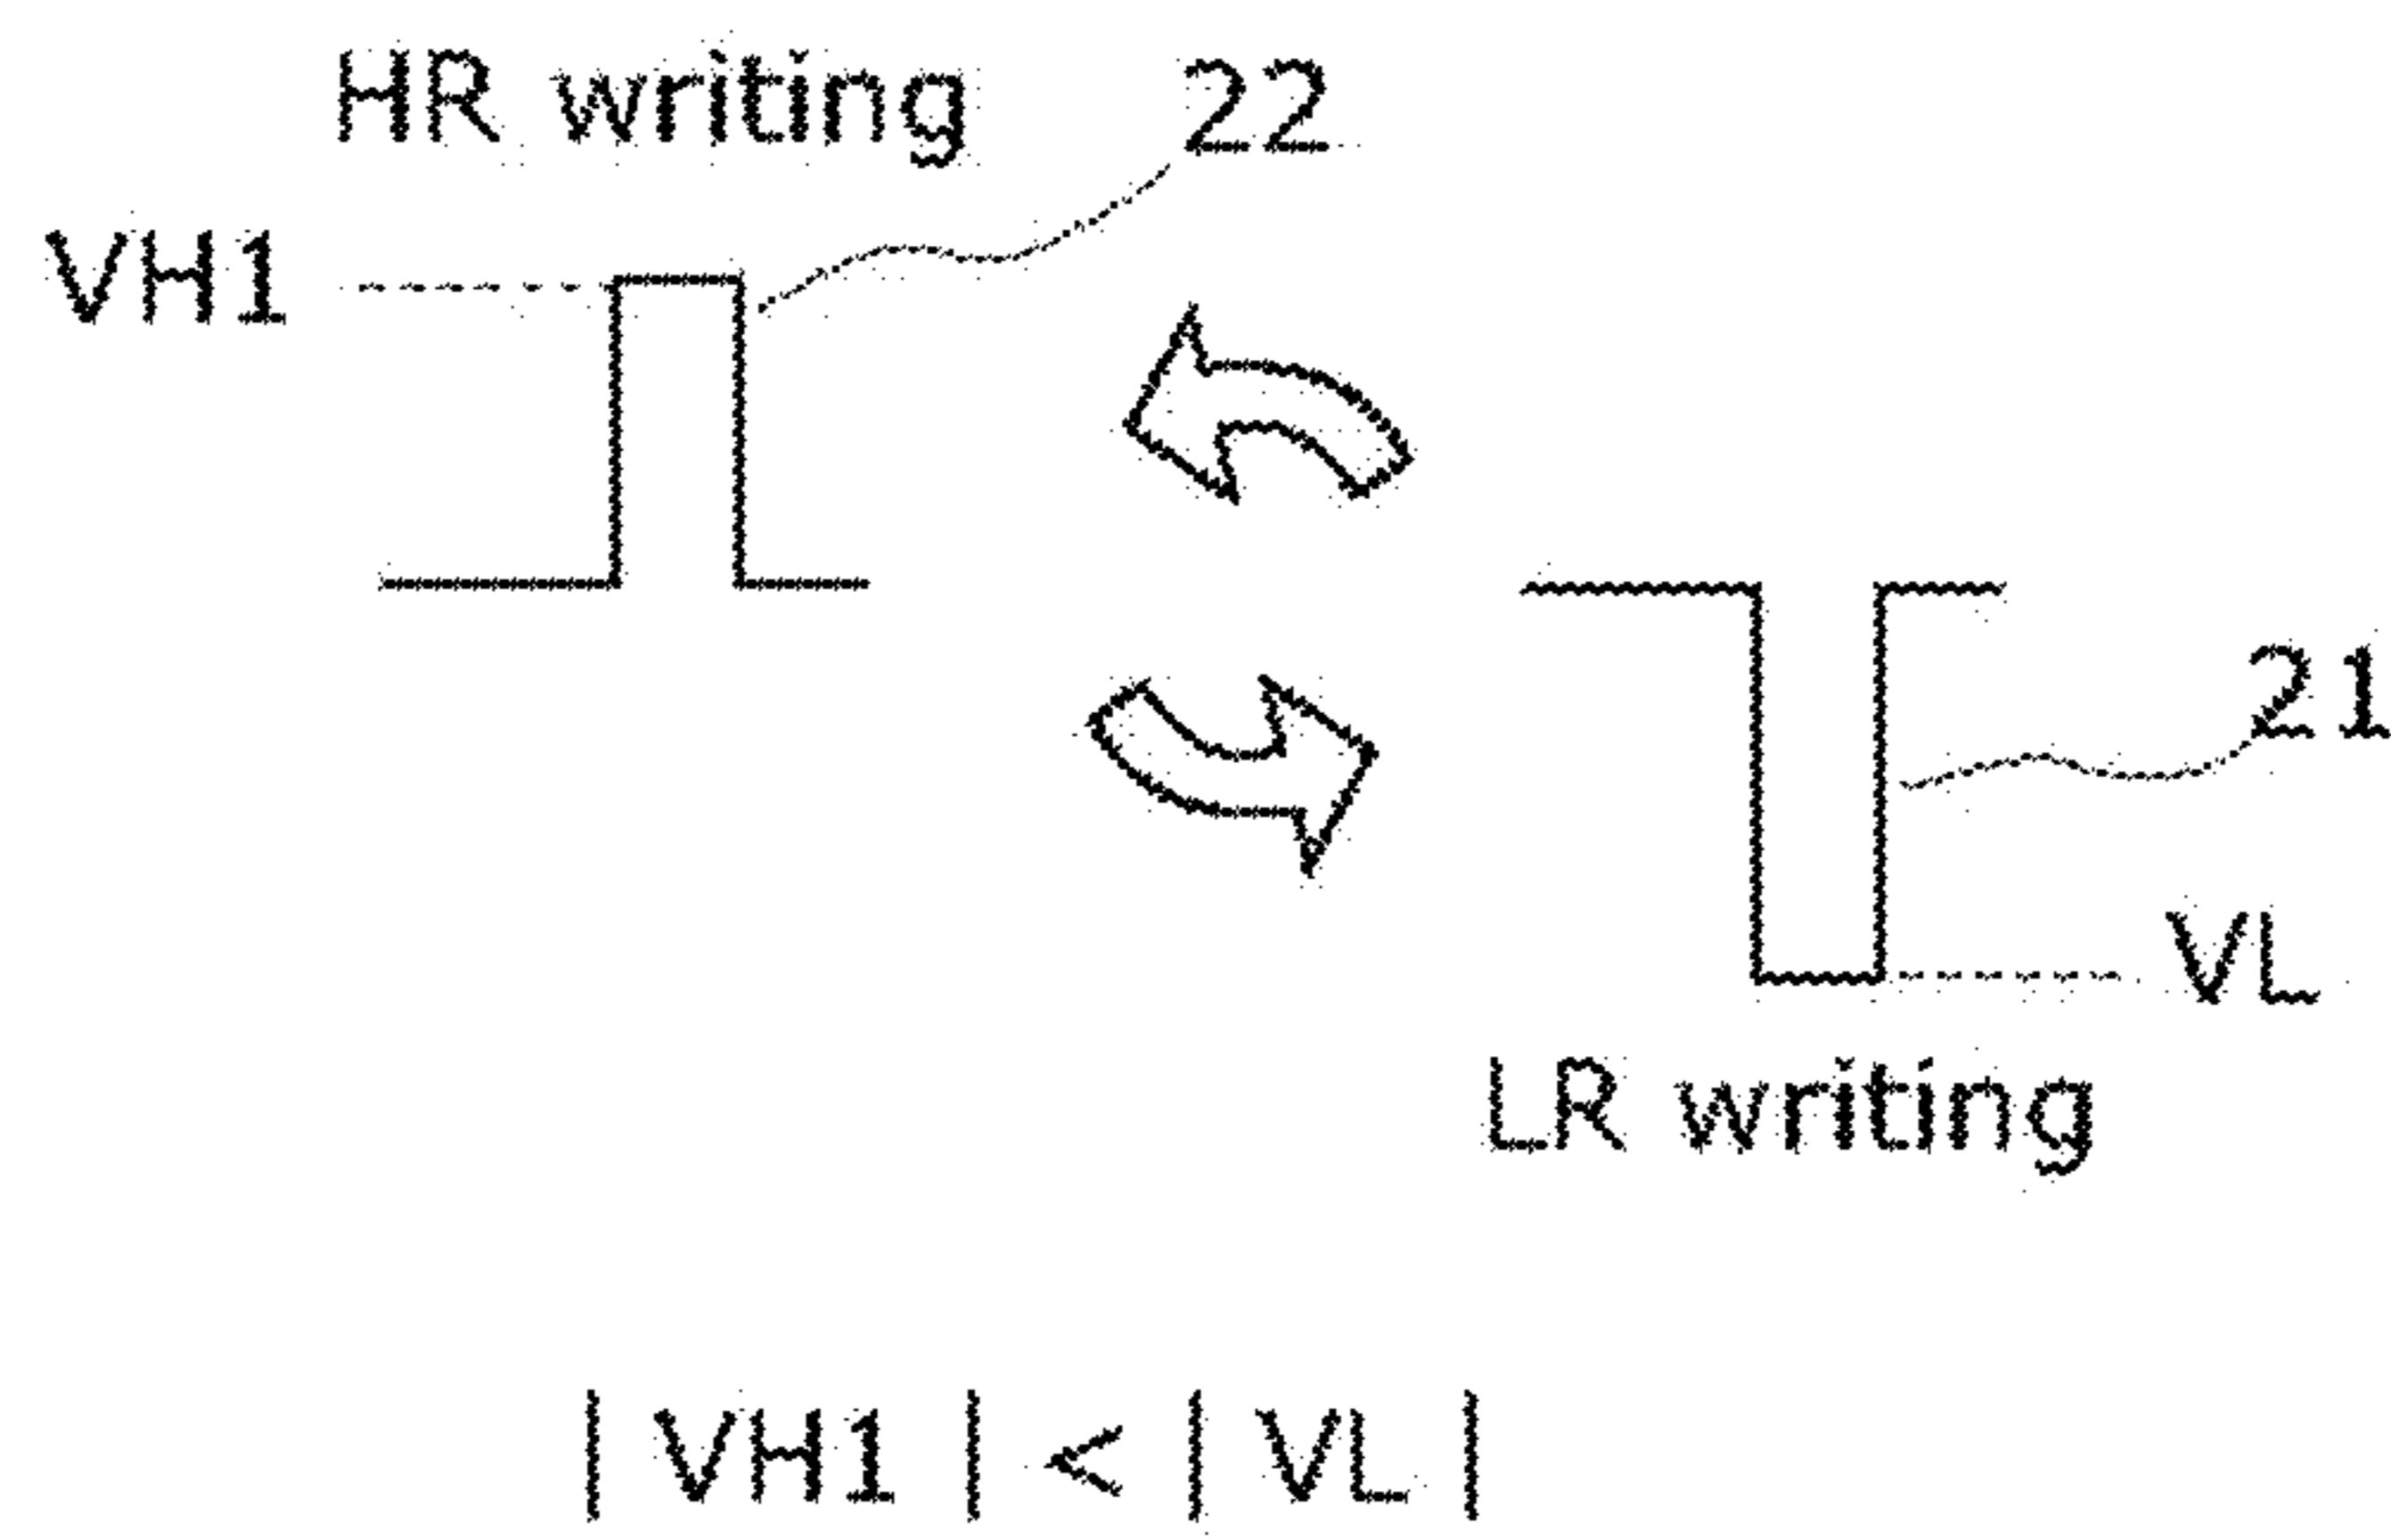 HR writing 22
VH1
21
VL
LR writing
| VH1 | < | VL |